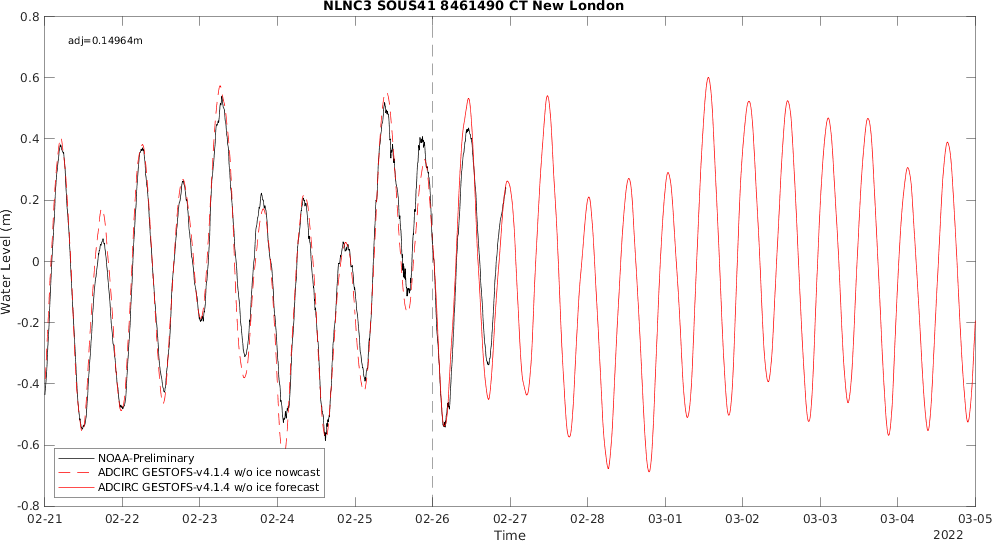 NLNC3 SOUS41 8461490 CT New London
adj=0.14964m
0.8
0.6
0.4
0.2
0
-0.2
-0.4
-0.6
-0.8
Water Level (m)
NOAA-Preliminary
ADCIRC GESTOFS-v4.1.4 w/o ice nowcast
ADCIRC GESTOFS-v4.1.4 w/o ice forecast
02-21 02-22 02-23 02-24 02-25 02-26 02-27 02-28 03-01 03-02 03-03 03-04 03-05
Time
2022